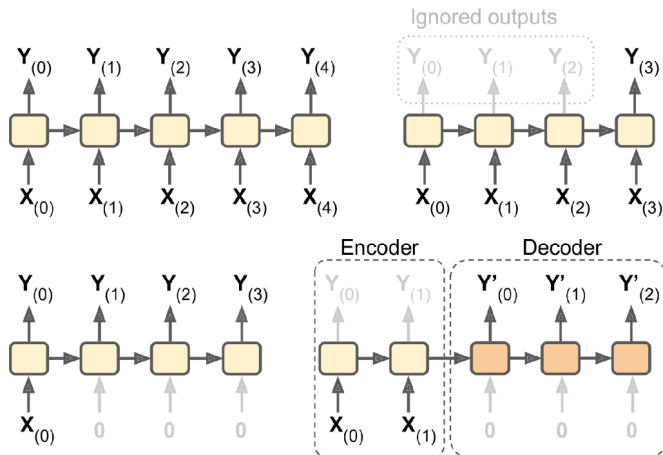 Ignored outputs
Y(0) Y(1) Y(2) Y(3) Y(4)
Y(0) Y(1) Y(2) Y(3)
X(0) X(1) X(2) X(3) X(4)
X(0) X(1) X(2) X(3)
Encoder
Decoder
Y(0) Y(1) Y(2) Y(3)
Y(0) Y(1)
Y'(0) Y'(1) Y'(2)
X(0) 0 0 0
X(0) X(1)
0 0 0